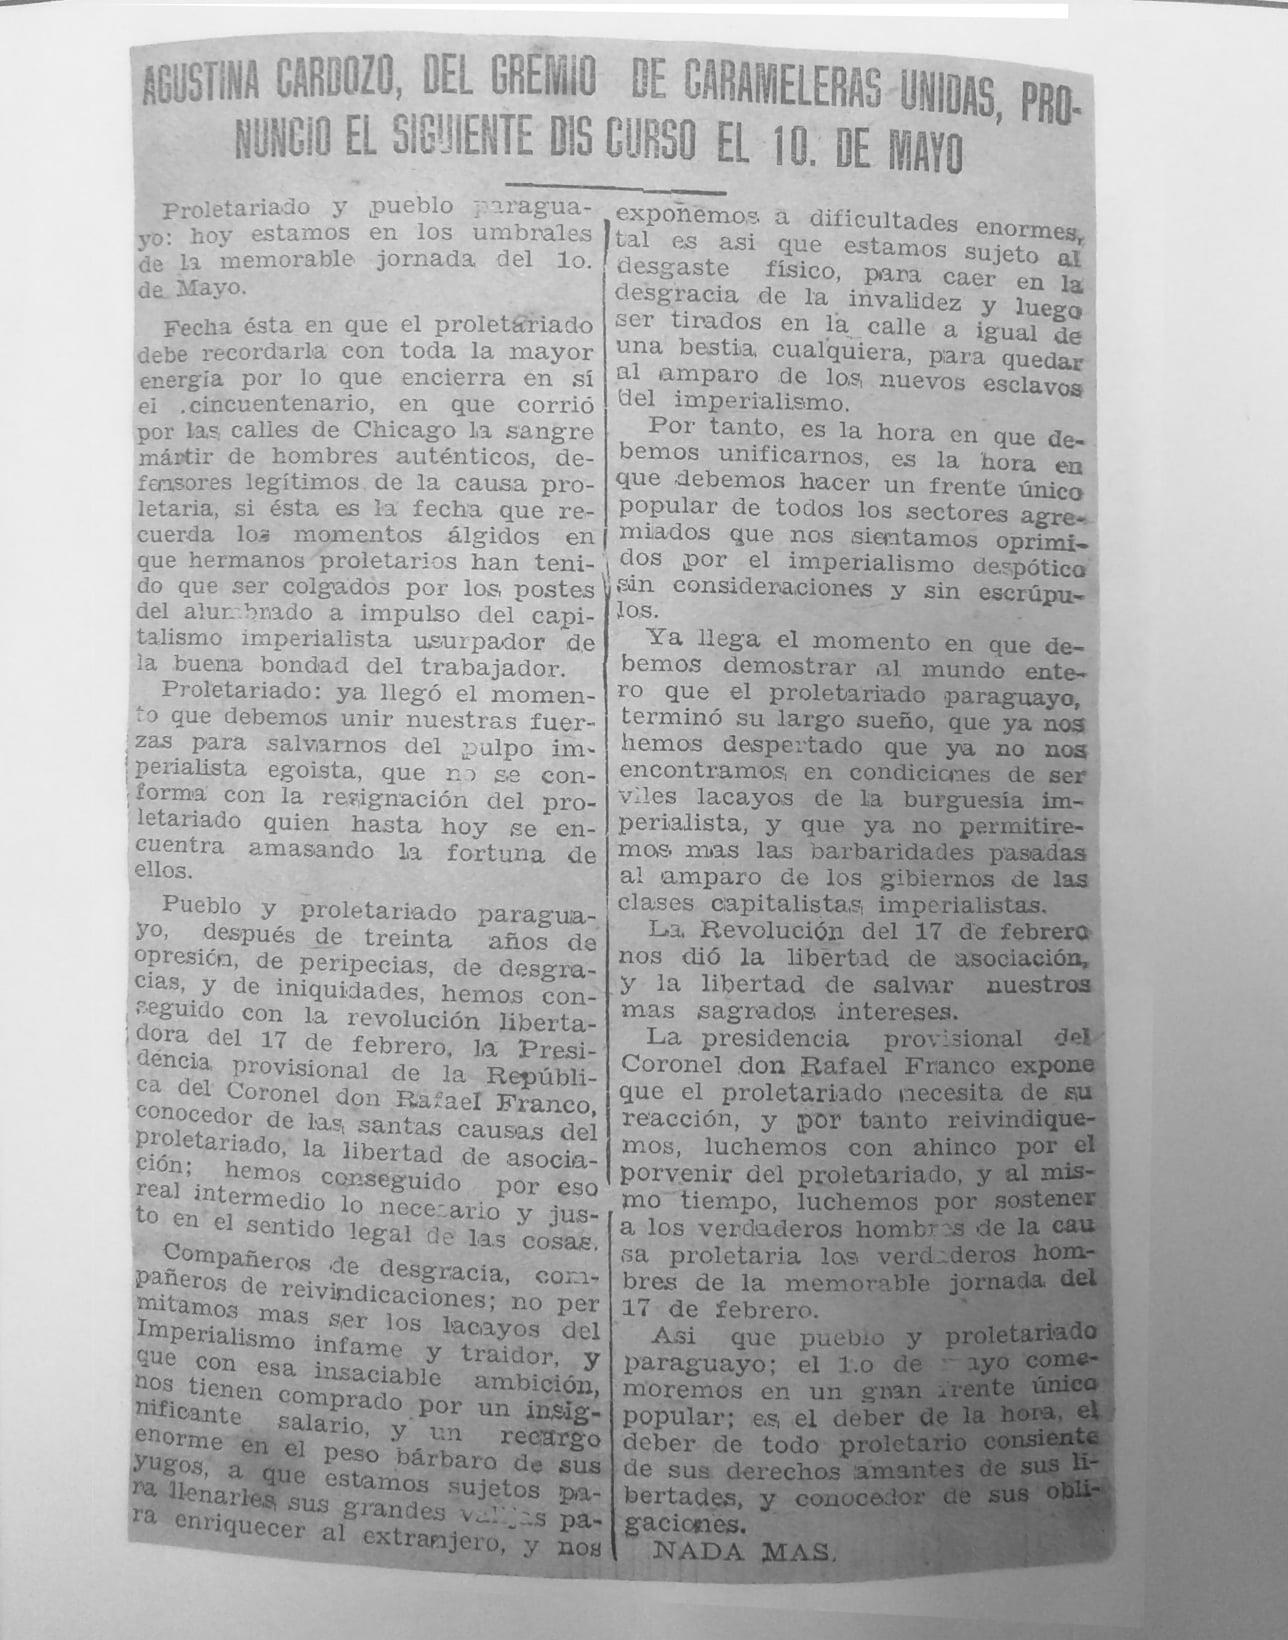 AGUSTINA CARDOZO, DEL GREMIO DE CARAMELERAS UNIDAS, PRO-
NUNCIO EL SIGUIENTE DIS CURSO EL 10. DE MAYO
Proletariado y pueblo paragua-
yo: hoy estamos en los umbrales
de la memorable jornada del 1o.
de Mayo.
Fecha ésta en que el proletariado
debe recordarla con toda la mayor
energía por lo que encierra en sí
el cincuentenario, en que corrió
por las calles de Chicago la sangre
mártir de hombres auténticos, de-
fensores legítimos de la causa pro-
letaria, si ésta es la fecha que re-
cuerda los momentos álgidos en
que hermanos proletarios han teni-
do que ser colgados por los postes
del alumbrado a impulso del capi-
talismo imperialista usurpador de
la buena bondad del trabajador.
Proletariado: ya llegó el momen-
to que debemos unir nuestras fuer-
zas para salvarnos del pulpo im-
perialista egoista, que no se con-
forma con la resignación del pro-
letariado quien hasta hoy se en-
cuentra amasando la fortuna de
ellos.
Pueblo y proletariado paragua-
yo, después de treinta años de
opresión, de peripecias, de desgra-
cias, y de iniquidades, hemos con-
seguido con la revolución liberta-
dora del 17 de febrero, la Presi-
dencia provisional de la Repúbli-
ca del Coronel don Rafael Franco,
conocedor de las santas causas del
proletariado, la libertad de asocia-
ción; hemos conseguido por eso
real intermedio lo necesario y jus-
to en el sentido legal de las cosas.
Compañeros de desgracia, com-
pañeros de reivindicaciones; no per
mitamos mas ser los lacayos del
Imperialismo infame y traidor, y
que con esa insaciable ambición,
nos tienen comprado por un insig-
nificante salario, y un recargo
enorme en el peso bárbaro de sus
yugos, a que estamos sujetos pa-
ra llenarles sus grandes pa-
ra enriquecer al extranjero, y nos
exponemos a dificultades enormes,
tal es asi que estamos sujeto al
desgaste físico, para caer en la
desgracia de la invalidez y luego
ser tirados en la calle a igual de
una bestia cualquiera, para quedar
al amparo de los nuevos esclavos
del imperialismo.
Por tanto, es la hora en que de-
bemos unificarnos, es la hora en
que debemos hacer un frente único
popular de todos los sectores agre-
miados que nos sientamos oprimi-
dos por el imperialismo despótico
sin consideraciones y sin escrúpu-
los.
Ya llega el momento en que de-
bemos demostrar al mundo ente-
ro que el proletariado paraguayo,
terminó su largo sueño, que ya nos
hemos despertado que ya no nos
encontramos en condiciones de ser
viles lacayos de la burguesía im-
perialista, y que ya no permitire-
mos mas las barbaridades pasadas
al amparo de los gibiernos de las
clases capitalistas imperialistas.
La Revolución del 17 de febrero
nos dió la libertad de asociación,
y la libertad de salvar nuestros
mas sagrados intereses.
La presidencia provisional del
Coronel don Rafael Franco expone
que el proletariado necesita de su
reacción, y por tanto reivindique-
mos, luchemos con ahinco por el
porvenir del proletariado, y al mis-
mo tiempo, luchemos por sostener
a los verdaderos hombres de la cau
sa proletaria los verdaderos hom-
bres de la memorable jornada del
17 de febrero.
Asi que pueblo y proletariado
paraguayo; el 1.o de Mayo come-
moremos en un gran frente único
popular; es el deber de la hora, el
deber de todo proletario consiente
de sus derechos amantes de sus li-
bertades, y conocedor de sus obli-
gaciones.
NADA MAS.